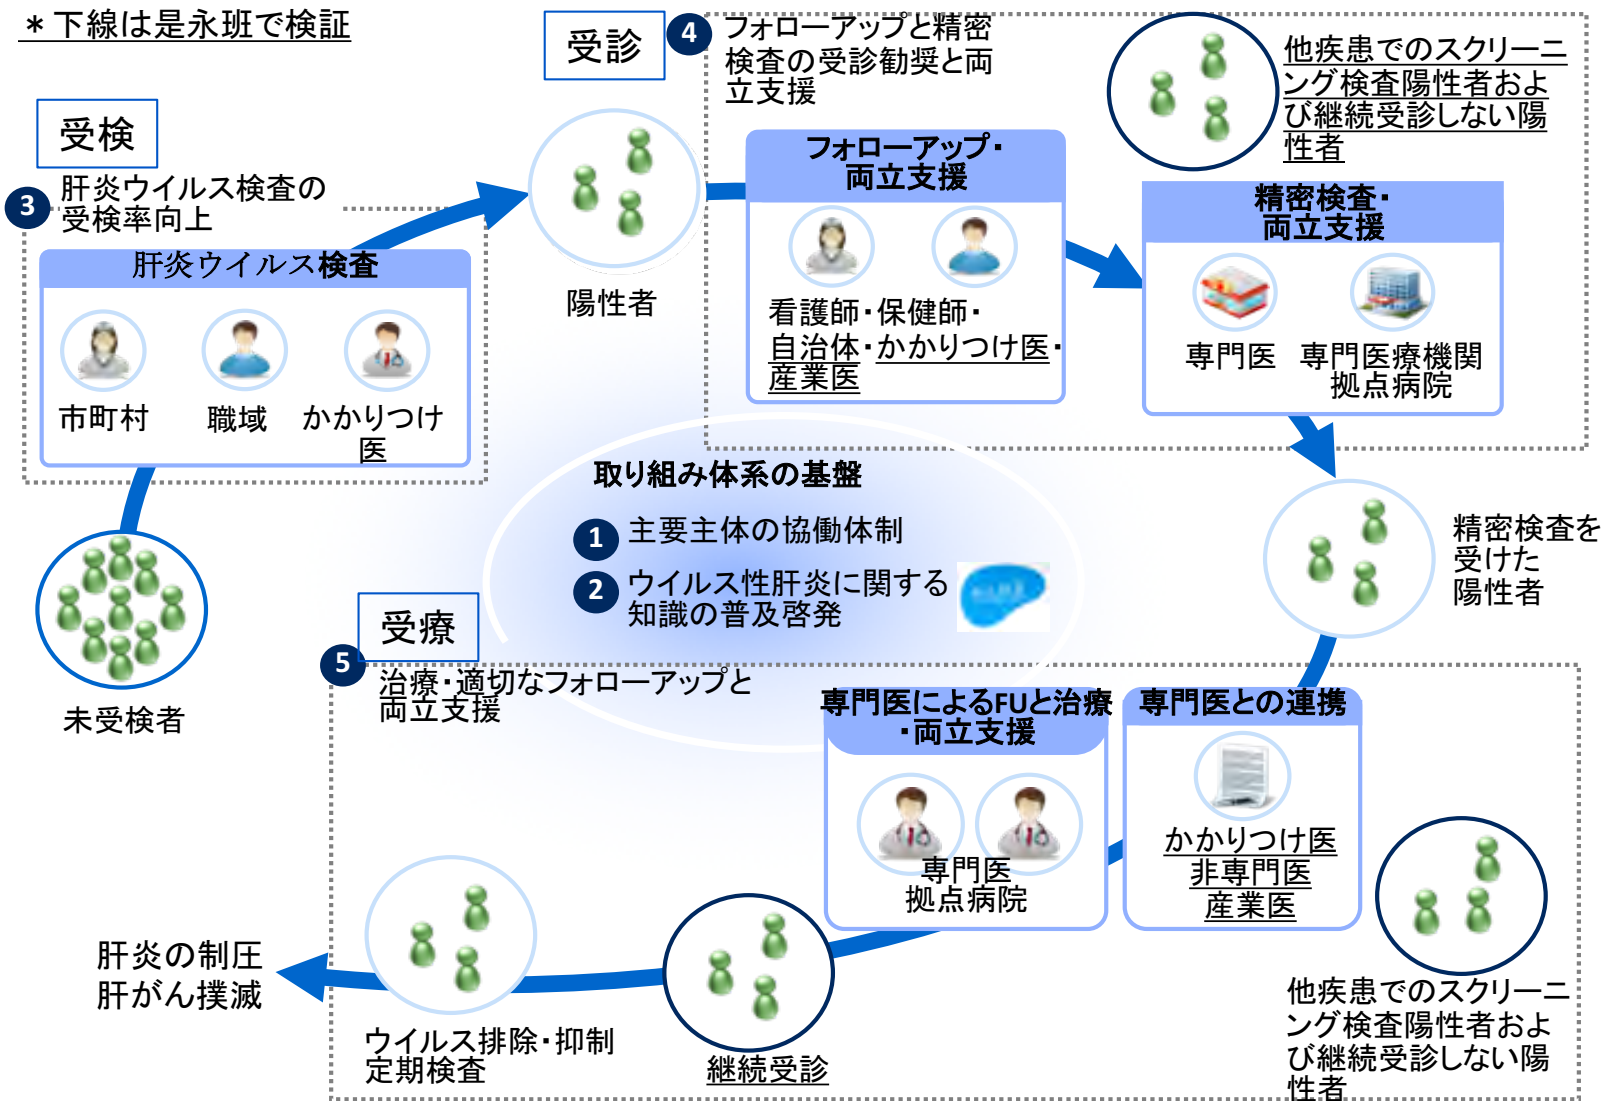 ＊下線は是永班で検証
受検
3
肝炎ウイルス検査の
受検率向上
肝炎ウイルス検査
市町村
職域
かかりつけ
医
未受検者
受診
4
フォローアップと精密
検査の受診勧奨と両
立支援
陽性者
フォローアップ・
両立支援
看護師・保健師・
自治体・かかりつけ医・
産業医
他疾患でのスクリーニ
ング検査陽性者およ
び継続受診しない陽
性者
精密検査・
両立支援
専門医
専門医療機関
拠点病院
精密検査を
受けた
陽性者
取り組み体系の基盤
1
主要主体の協働体制
2
ウイルス性肝炎に関する
知識の普及啓発
受療
5
治療・適切なフォローアップと
両立支援
専門医によるFUと治療
・両立支援
専門医
拠点病院
専門医との連携
かかりつけ医
非専門医
産業医
他疾患でのスクリーニ
ング検査陽性者およ
び継続受診しない陽
性者
継続受診
ウイルス排除・抑制
定期検査
肝炎の制圧
肝がん撲滅